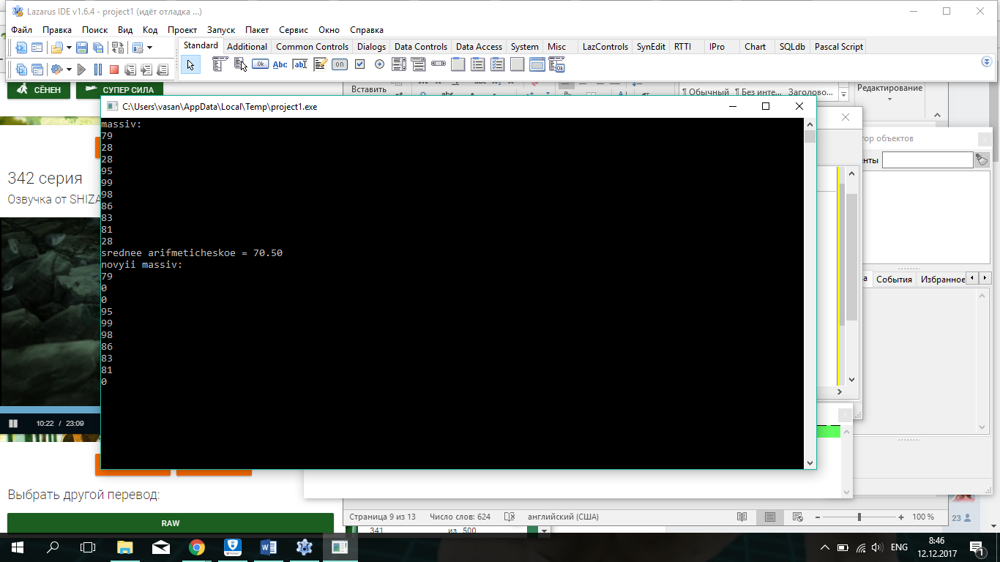 Lazarus IDE v1.6.4 - project1 (идёт отладка ...)
Файл Правка Поиск Вид Код Проект Запуск Пакет Сервис Окно Справка
Standard Additional Common Controls Dialogs Data Controls Data Access System Misc LazControls SynEdit RTTI IPro Chart SQLdb Pascal Script
Ok Abc ab on Ok
СЁНЕН СУПЕР СИЛА
Вставить
¶ Обычный ¶ Без инте... Заголово...
Редактирование
C:\Users\vasan\AppData\Local\Temp\project1.exe
massiv:
79
28
28
95
99
98
86
83
81
28
srednee arifmeticheskoe = 70.50
novyii massiv:
79
0
0
95
99
98
86
83
81
0
342 серия
Озвучка от SHIZA
10:22 / 23:09
Выбрать другой перевод:
RAW
тор объектов
нты
а События Избранное
Страница 9 из 13 Число слов: 624 английский (США) 100 %
341 из 500
23
ENG
8:46
12.12.2017
1